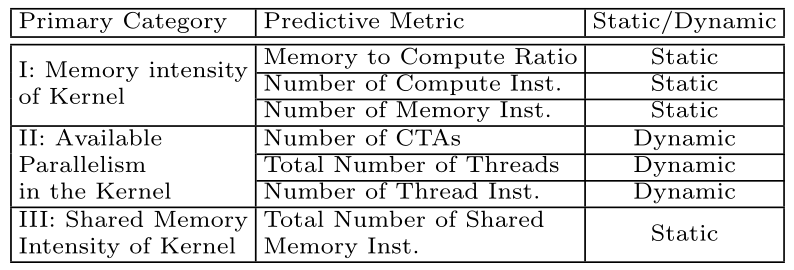 Primary Category Predictive Metric Static/Dynamic
I: Memory intensity
of Kernel
Memory to Compute Ratio Static
Number of Compute Inst. Static
Number of Memory Inst. Static
II: Available
Parallelism
in the Kernel
Number of CTAs Dynamic
Total Number of Threads Dynamic
Number of Thread Inst. Dynamic
III: Shared Memory
Intensity of Kernel
Total Number of Shared
Memory Inst.
Static